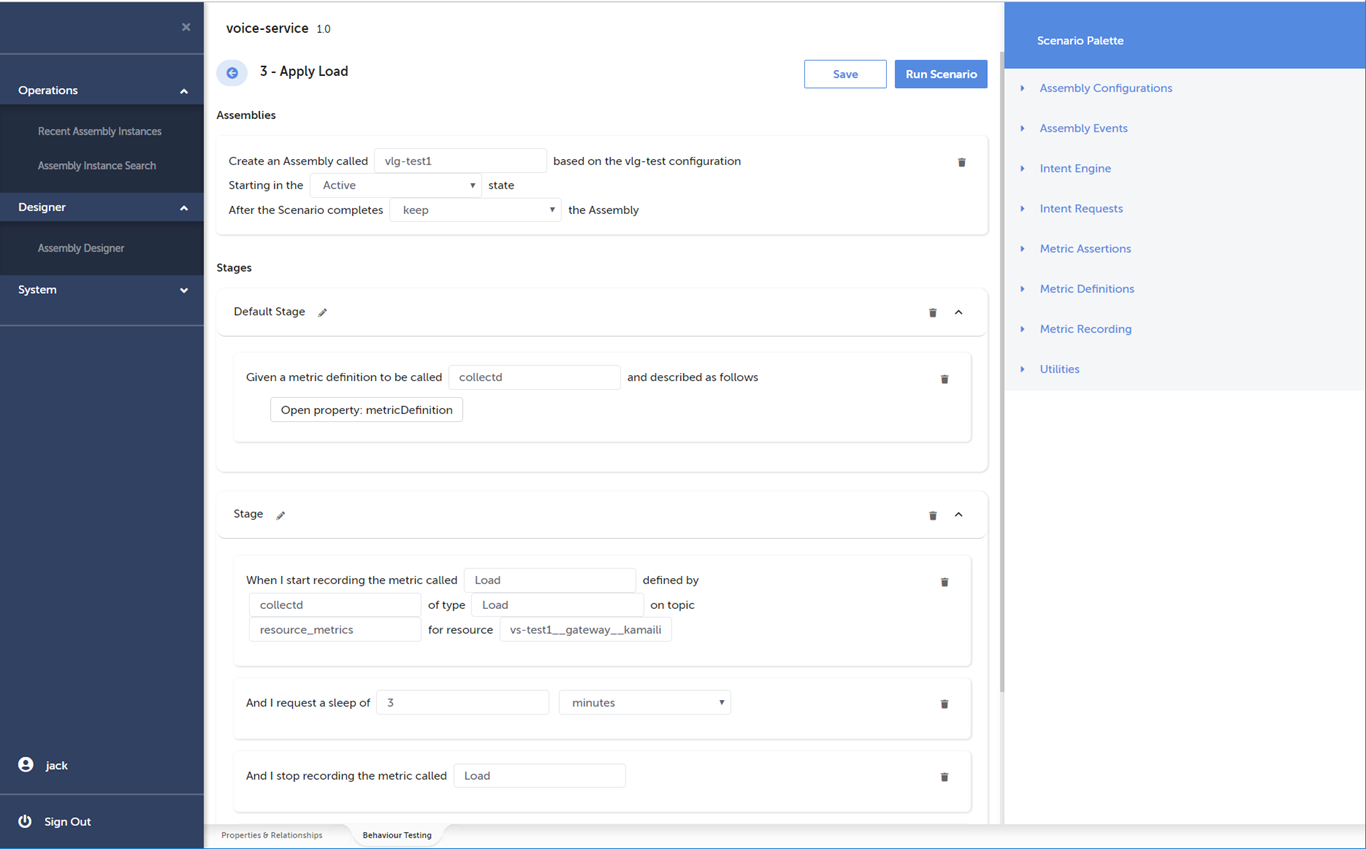 voice-service 1.0
3 - Apply Load
Save
Run Scenario
Operations
Recent Assembly Instances
Assembly Instance Search
Designer
Assembly Designer
System
jack
Sign Out
Assemblies
Create an Assembly called vlg-test1 based on the vlg-test configuration
Starting in the Active state
After the Scenario completes keep the Assembly
Stages
Default Stage
Given a metric definition to be called collectd and described as follows
Open property: metricDefinition
Stage
When I start recording the metric called Load defined by
collectd of type Load on topic
resource_metrics for resource vs-test1__gateway__kamaili
And I request a sleep of 3 minutes
And I stop recording the metric called Load
Properties & Relationships
Behaviour Testing
Scenario Palette
Assembly Configurations
Assembly Events
Intent Engine
Intent Requests
Metric Assertions
Metric Definitions
Metric Recording
Utilities